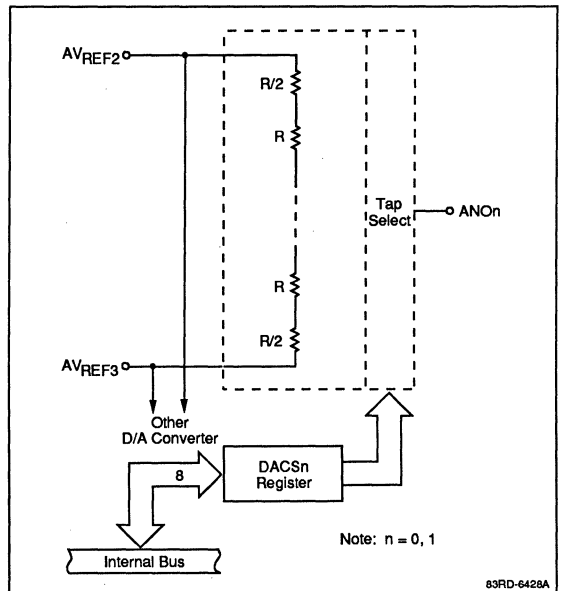 AVREF2
R/2
R
Tap
Select
ANOn
R
R/2
AVREF3
Other
D/A Converter
8
DACSn
Register
Note: n = 0, 1
Internal Bus
83RD-6428A